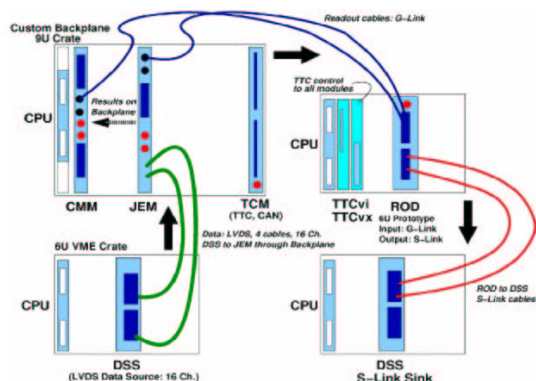 Custom Backplane
9U Crate
Readout cables: G-Link
CPU
Results on
Backplane
CMM
JEM
TCM
(TTC, CAN)
TTC control
to all modules
CPU
TTCvi
TTCvx
ROD
6U Prototype
Input: G-Link
Output: S-Link
6U VME Crate
Data: LVDS, 4 cables, 16 Ch.
DSS to JEM through Backplane
CPU
DSS
(LVDS Data Source: 16 Ch.)
CPU
ROD to DSS
S-Link cables
DSS
S-Link Sink